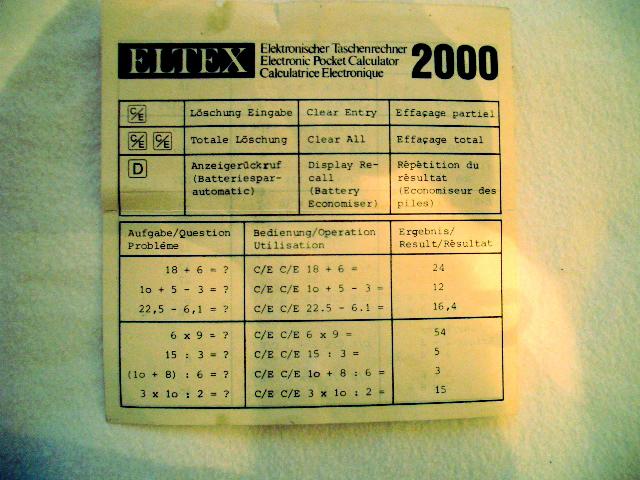 ELTEX Elektronischer Taschenrechner 2000
Electronic Pocket Calculator
Calculatrice Electronique
C/E Löschung Eingabe Clear Entry Effaçage partiel
C/E C/E Totale Löschung Clear All Effaçage total
D Anzeigerückruf Display Re- Rèpètition du
(Batteriespar- call rèsultat
automatic) (Battery (Economiseur des
Economiser) piles)
Aufgabe/Question Bedienung/Operation Ergebnis/
Problème Utilisation Result/Rèsultat
18 + 6 = ? C/E C/E 18 + 6 = 24
1o + 5 - 3 = ? C/E C/E 1o + 5 - 3 = 12
22,5 - 6,1 = ? C/E C/E 22.5 - 6.1 = 16,4
6 x 9 = ? C/E C/E 6 x 9 = 54
15 : 3 = ? C/E C/E 15 : 3 = 5
(1o + 8) : 6 = ? C/E C/E 1o + 8 : 6 = 3
3 x 1o : 2 = ? C/E C/E 3 x 1o : 2 = 15